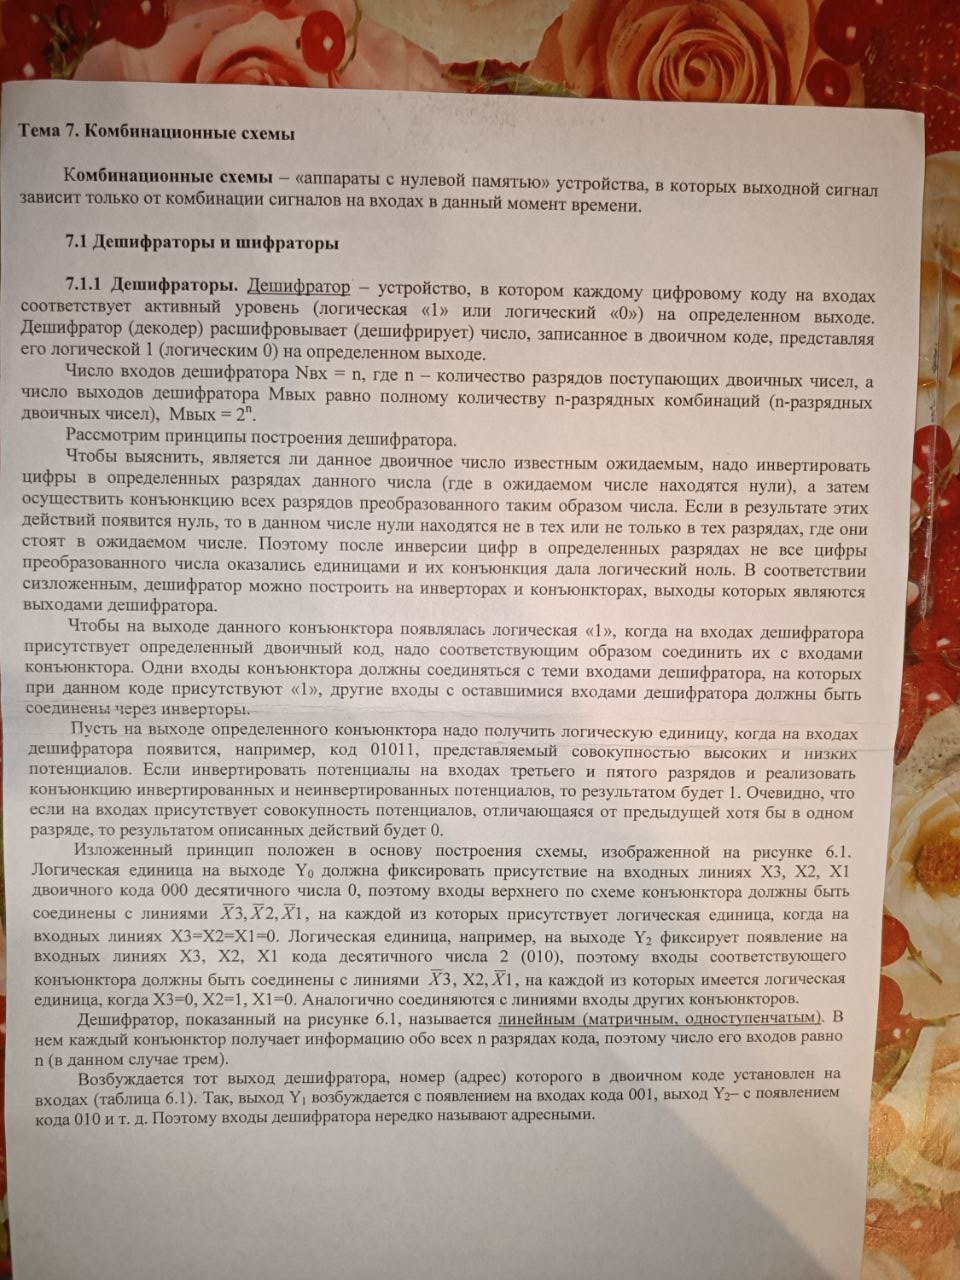 Тема 7. Комбинационные схемы
Комбинационные схемы – «аппараты с нулевой памятью» устройства, в которых выходной сигнал
зависит только от комбинации сигналов на входах в данный момент времени.
7.1 Дешифраторы и шифраторы
7.1.1 Дешифраторы. Дешифратор – устройство, в котором каждому цифровому коду на входах
соответствует активный уровень (логическая «1» или логический «0») на определенном выходе.
Дешифратор (декодер) расшифровывает (дешифрирует) число, записанное в двоичном коде, представляя
его логической 1 (логическим 0) на определенном выходе.
Число входов дешифратора Nвх = n, где n – количество разрядов поступающих двоичных чисел, а
число выходов дешифратора Мвых равно полному количеству n-разрядных комбинаций (n-разрядных
двоичных чисел), Мвых = 2ⁿ.
Рассмотрим принципы построения дешифратора.
Чтобы выяснить, является ли данное двоичное число известным ожидаемым, надо инвертировать
цифры в определенных разрядах данного числа (где в ожидаемом числе находятся нули), а затем
осуществить конъюнкцию всех разрядов преобразованного таким образом числа. Если в результате этих
действий появится нуль, то в данном числе нули находятся не в тех или не только в тех разрядах, где они
стоят в ожидаемом числе. Поэтому после инверсии цифр в определенных разрядах не все цифры
преобразованного числа оказались единицами и их конъюнкция дала логический ноль. В соответствии
сизложенным, дешифратор можно построить на инверторах и конъюнкторах, выходы которых являются
выходами дешифратора.
Чтобы на выходе данного конъюнктора появлялась логическая «1», когда на входах дешифратора
присутствует определенный двоичный код, надо соответствующим образом соединить их с входами
конъюнктора. Одни входы конъюнктора должны соединяться с теми входами дешифратора, на которых
при данном коде присутствуют «1», другие входы с оставшимися входами дешифратора должны быть
соединены через инверторы.
Пусть на выходе определенного конъюнктора надо получить логическую единицу, когда на входах
дешифратора появится, например, код 01011, представляемый совокупностью высоких и низких
потенциалов. Если инвертировать потенциалы на входах третьего и пятого разрядов и реализовать
конъюнкцию инвертированных и неинвертированных потенциалов, то результатом будет 1. Очевидно, что
если на входах присутствует совокупность потенциалов, отличающаяся от предыдущей хотя бы в одном
разряде, то результатом описанных действий будет 0.
Изложенный принцип положен в основу построения схемы, изображенной на рисунке 6.1.
Логическая единица на выходе Y₀ должна фиксировать присутствие на входных линиях X3, X2, X1
двоичного кода 000 десятичного числа 0, поэтому входы верхнего по схеме конъюнктора должны быть
соединены с линиями X̅3, X̅2, X̅1, на каждой из которых присутствует логическая единица, когда на
входных линиях X3=X2=X1=0. Логическая единица, например, на выходе Y₂ фиксирует появление на
входных линиях X3, X2, X1 кода десятичного числа 2 (010), поэтому входы соответствующего
конъюнктора должны быть соединены с линиями X̅3, X2, X̅1, на каждой из которых имеется логическая
единица, когда X3=0, X2=1, X1=0. Аналогично соединяются с линиями входы других конъюнкторов.
Дешифратор, показанный на рисунке 6.1, называется линейным (матричным, одноступенчатым). В
нем каждый конъюнктор получает информацию обо всех n разрядах кода, поэтому число его входов равно
n (в данном случае трем).
Возбуждается тот выход дешифратора, номер (адрес) которого в двоичном коде установлен на
входах (таблица 6.1). Так, выход Y₁ возбуждается с появлением на входах кода 001, выход Y₂– с появлением
кода 010 и т. д. Поэтому входы дешифратора нередко называют адресными.